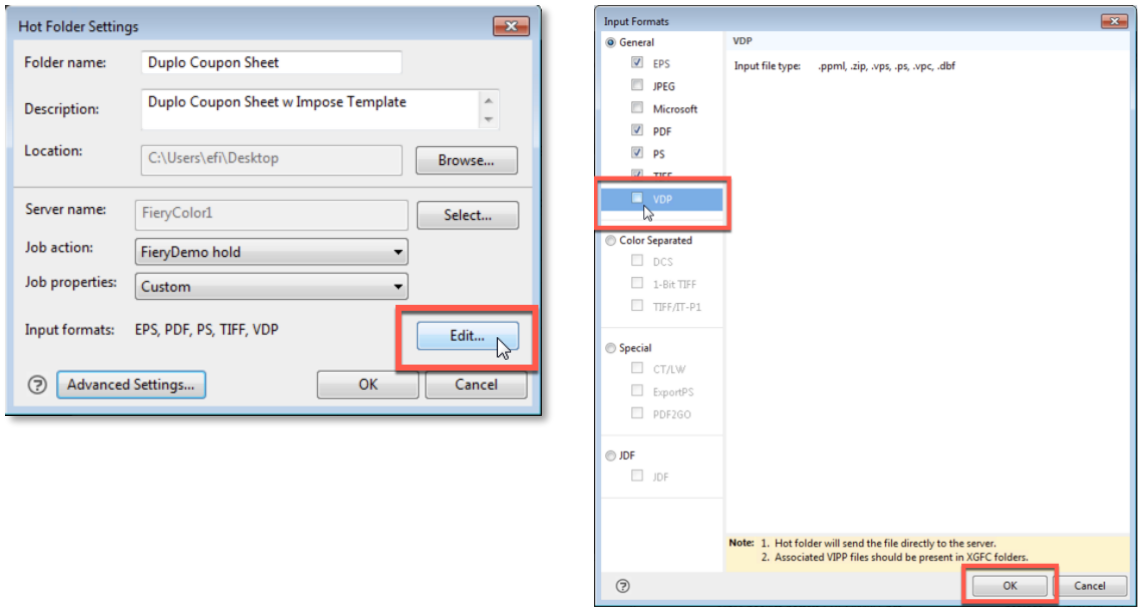 Hot Folder Settings
Folder name: Duplo Coupon Sheet
Description: Duplo Coupon Sheet w Impose Template
Location: C:\Users\efi\Desktop Browse...
Server name: FieryColor1 Select...
Job action: FieryDemo hold
Job properties: Custom
Input formats: EPS, PDF, PS, TIFF, VDP Edit...
? Advanced Settings... OK Cancel
Input Formats
General
EPS
JPEG
Microsoft
PDF
PS
TIFF
VDP
Color Separated
DCS
1-Bit TIFF
TIFF/IT-P1
Special
CT/LW
ExportPS
PDF2GO
JDF
JDF
VDP
Input file type: .ppml, .zip, .vps, .ps, .vpc, .dbf
Note: 1. Hot folder will send the file directly to the server.
2. Associated VIPP files should be present in XGFC folders.
? OK Cancel